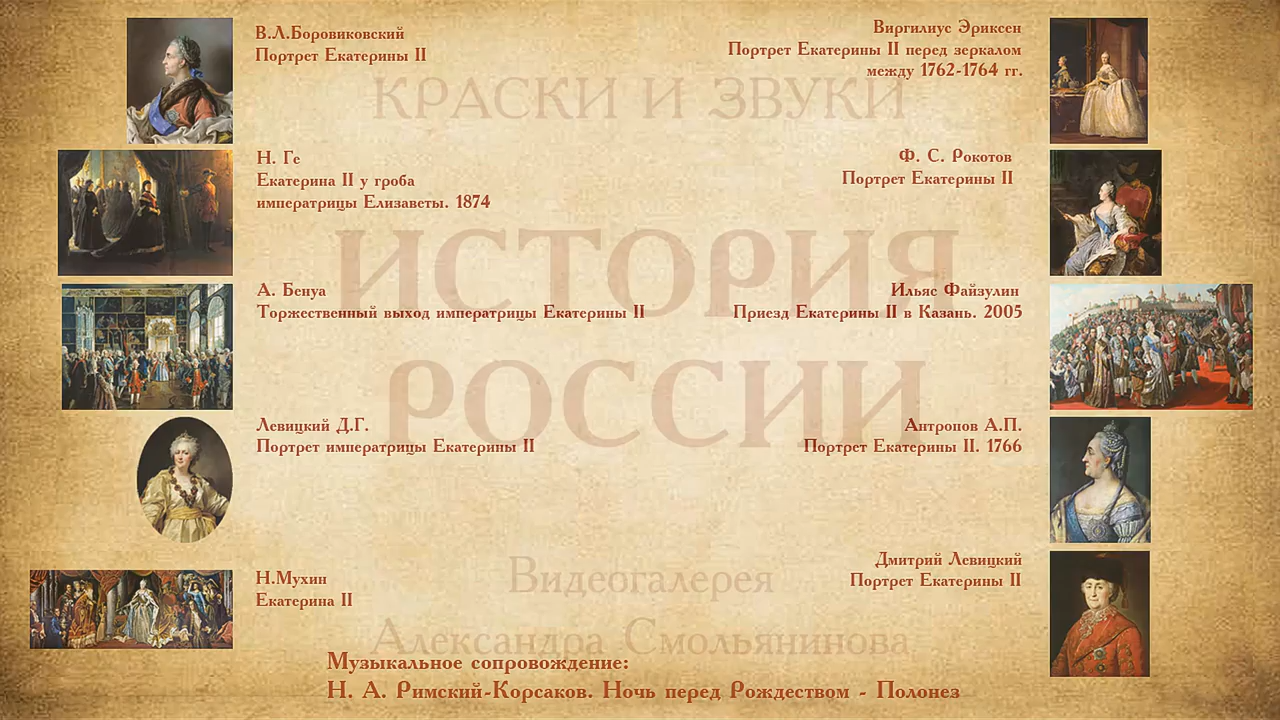 В.Л.Боровиковский
Портрет Екатерины II
Виргилиус Эриксен
Портрет Екатерины II перед зеркалом
между 1762-1764 гг.
КРАСКИ И ЗВУКИ
Н. Ге
Екатерина II у гроба
императрицы Елизаветы. 1874
Ф. С. Рокотов
Портрет Екатерины II
ИСТОРИЯ
А. Бенуа
Торжественный выход императрицы Екатерины II
Ильяс Файзулин
Приезд Екатерины II в Казань. 2005
РОССИИ
Левицкий Д.Г.
Портрет императрицы Екатерины II
Антропов А.П.
Портрет Екатерины II. 1766
Видеогалерея
Н.Мухин
Екатерина II
Дмитрий Левицкий
Портрет Екатерины II
Александра Смольянинова
Музыкальное сопровождение:
Н. А. Римский-Корсаков. Ночь перед Рождеством - Полонез